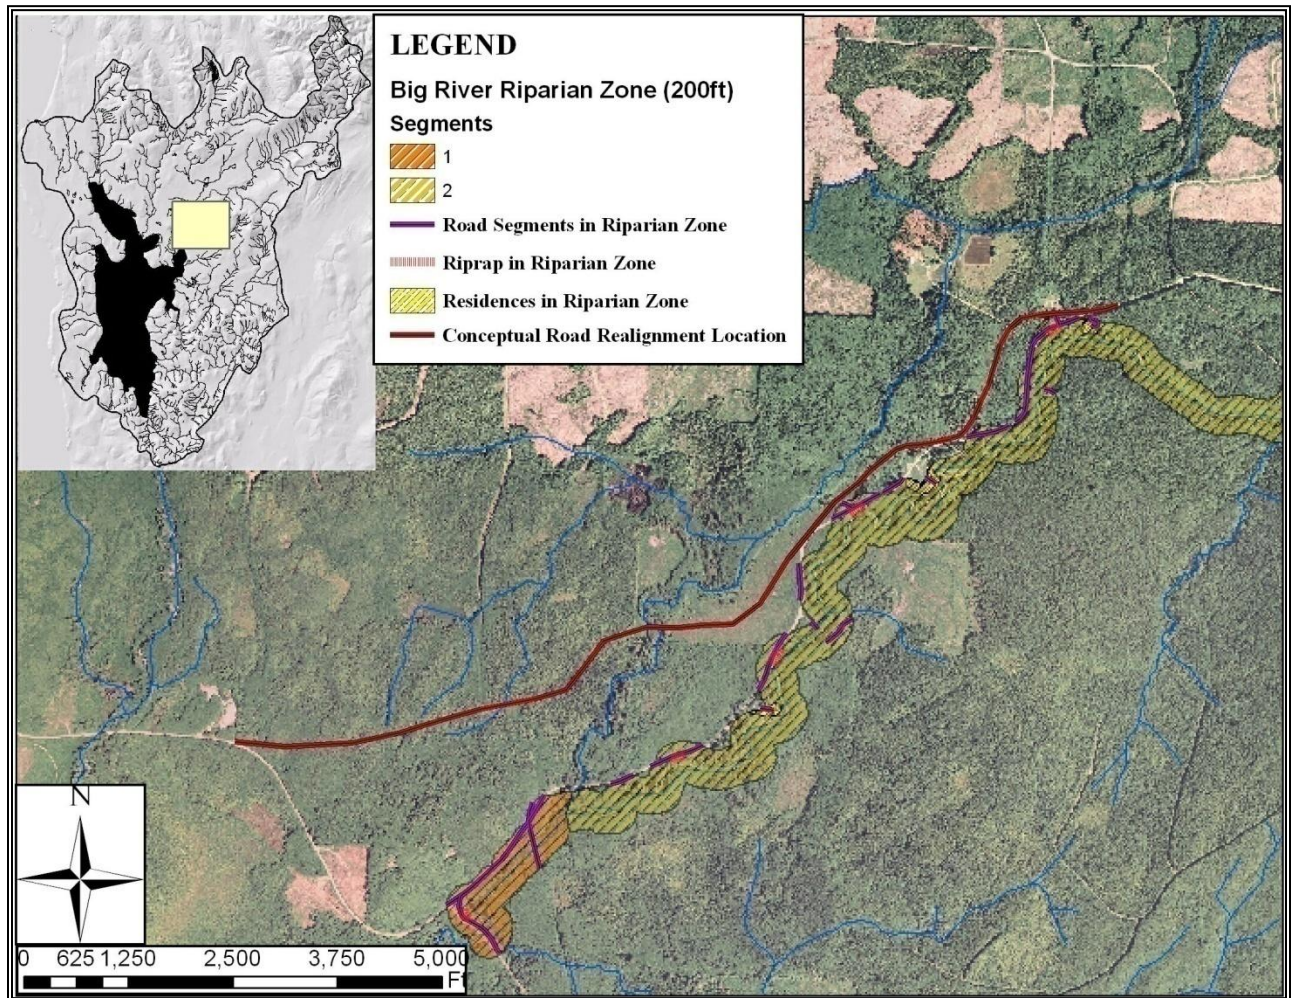 LEGEND
Big River Riparian Zone (200ft)
Segments
1
2
Road Segments in Riparian Zone
Riprap in Riparian Zone
Residences in Riparian Zone
Conceptual Road Realignment Location
N
0 625 1,250 2,500 3,750 5,000
F